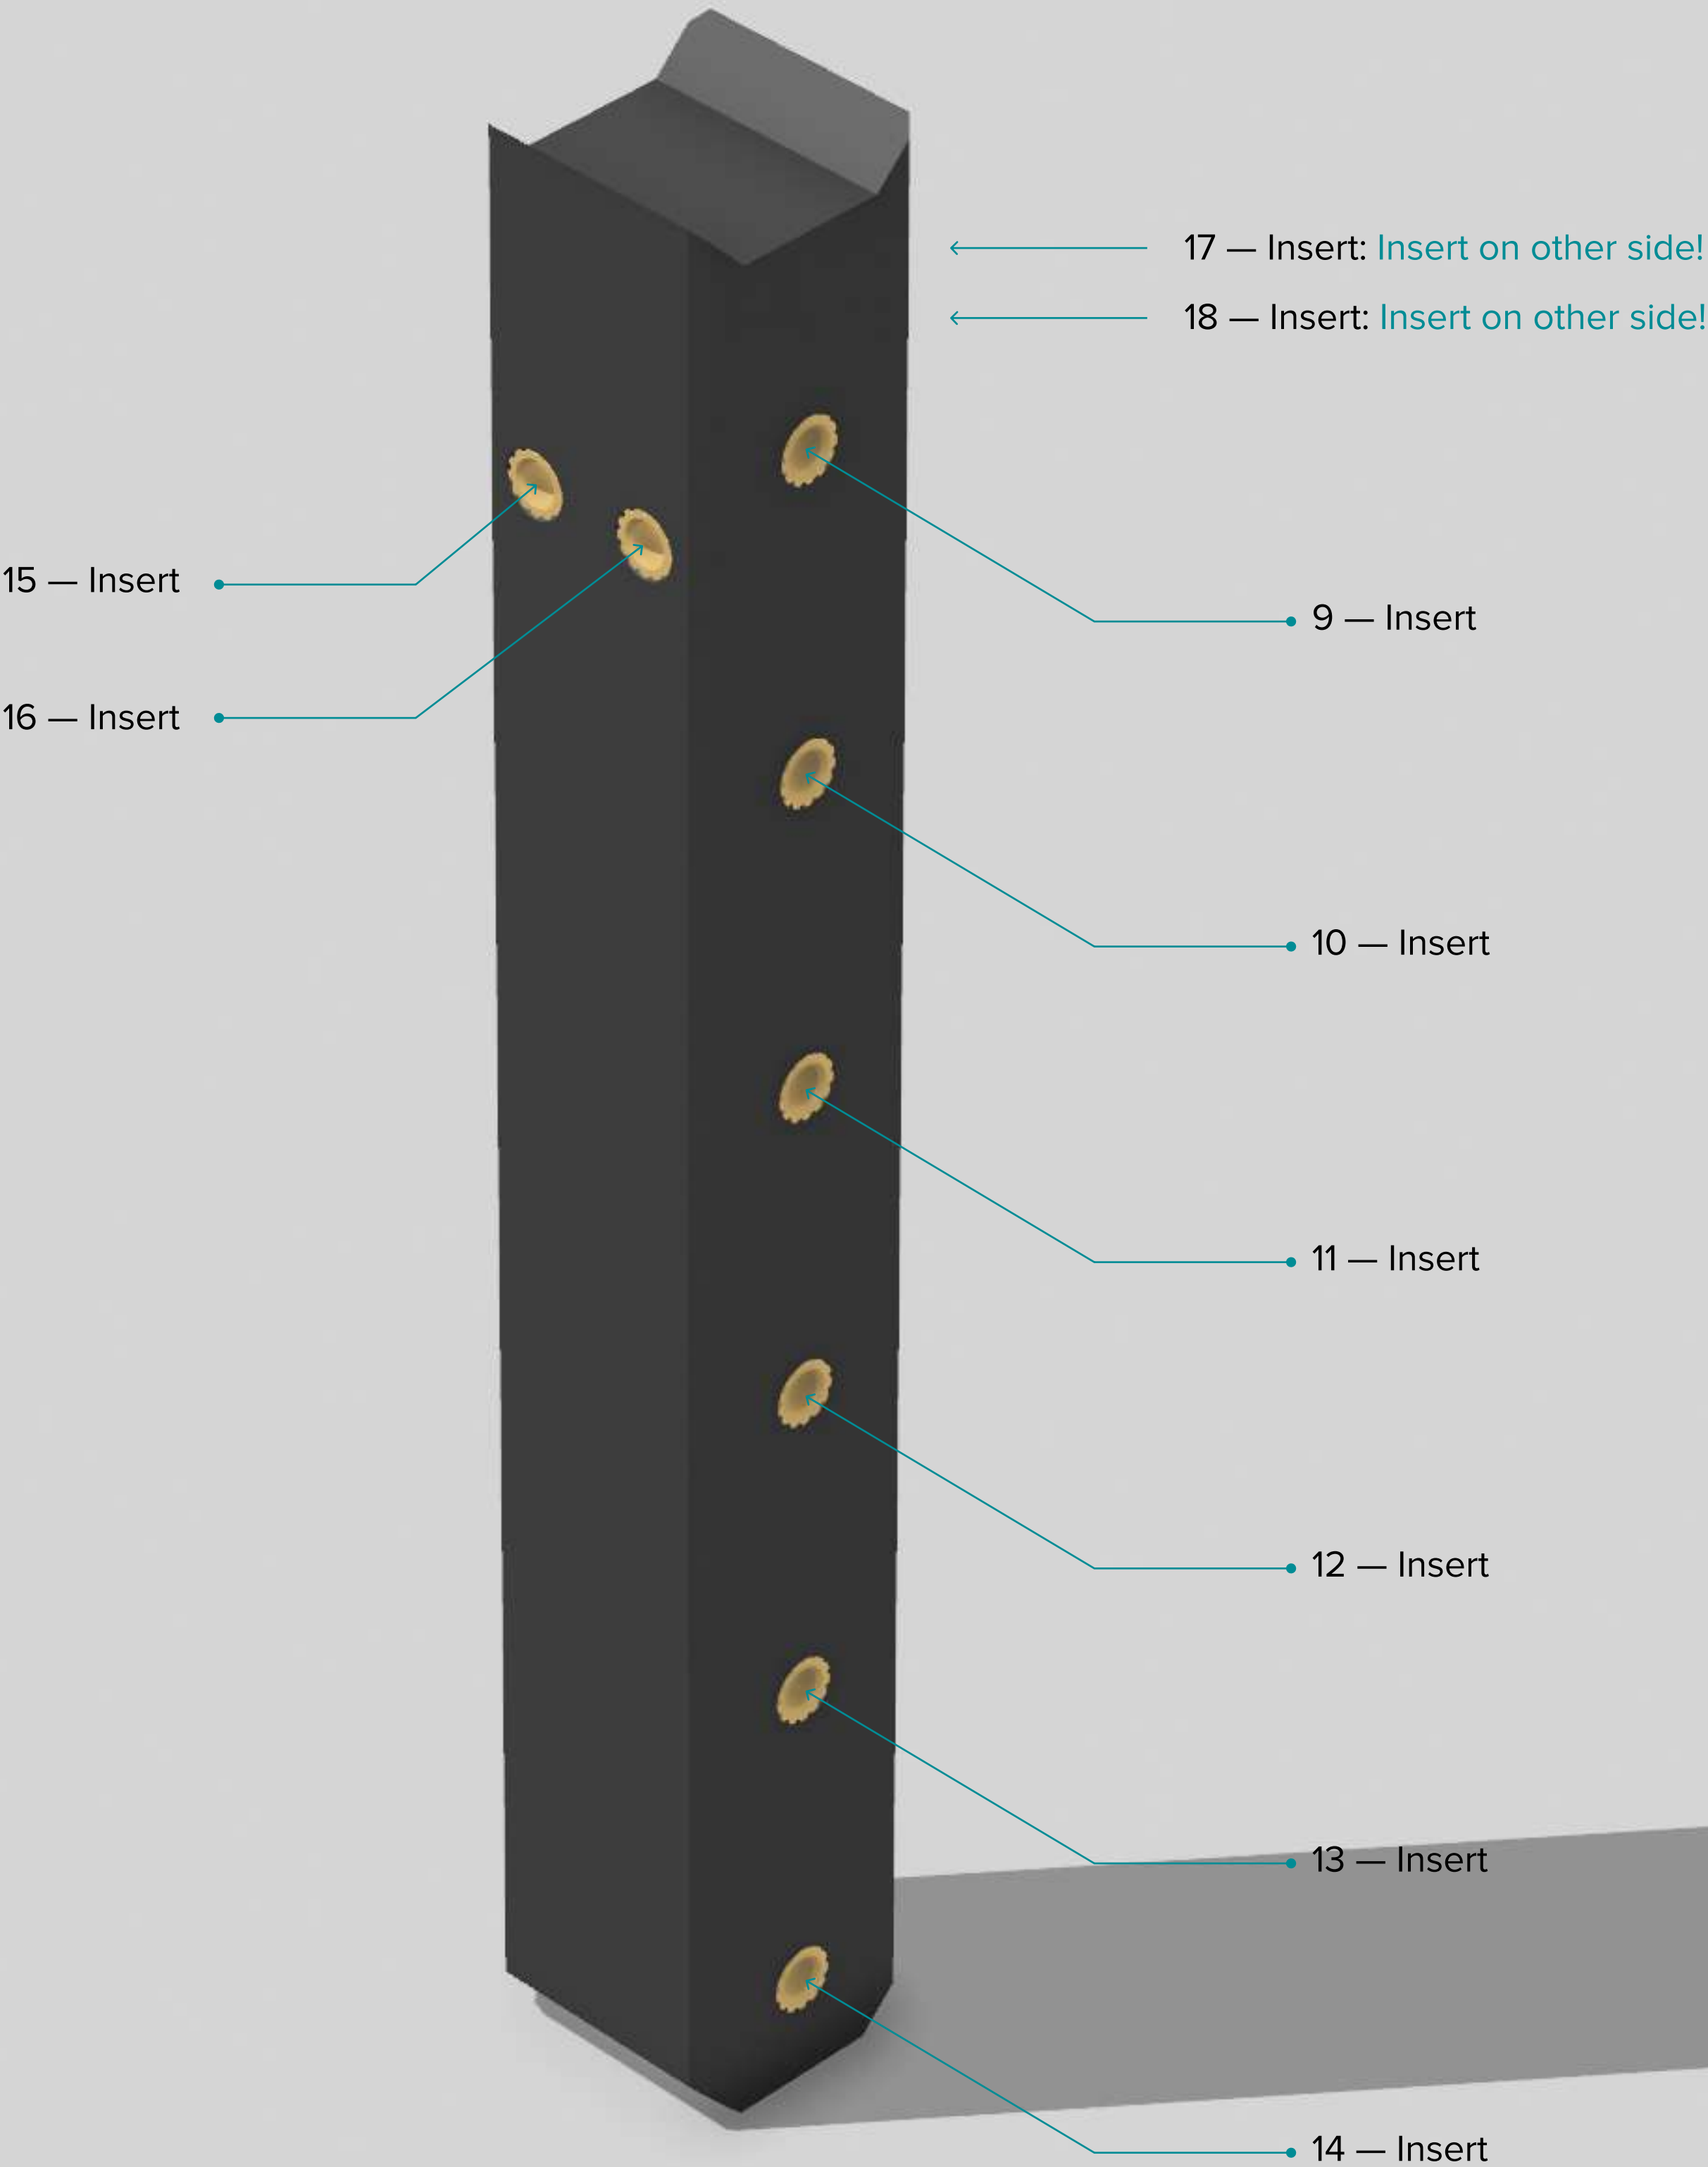 17 — Insert: Insert on other side!
18 — Insert: Insert on other side!
15 — Insert
9 — Insert
16 — Insert
10 — Insert
11 — Insert
12 — Insert
13 — Insert
14 — Insert